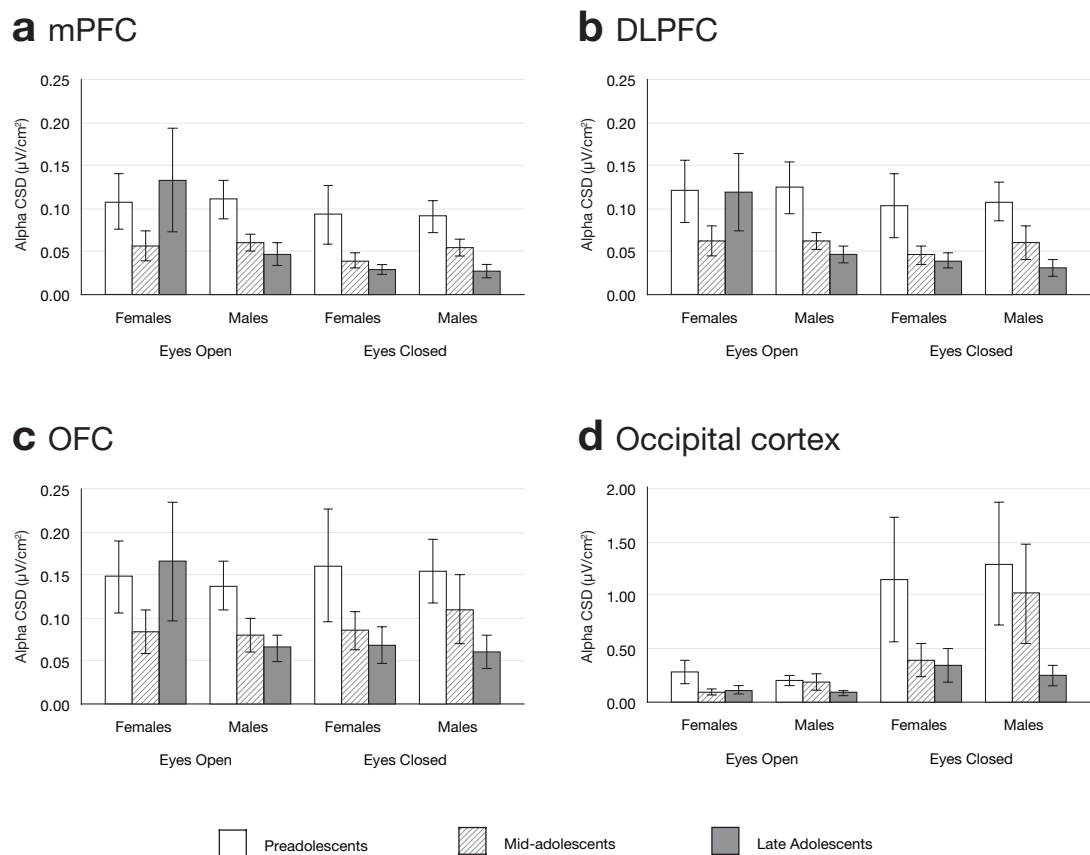 a mPFC
0.25
0.20
0.15
0.10
0.05
0.00
Alpha CSD (µV/cm²)
Females Males Females Males
Eyes Open Eyes Closed
b DLPFC
0.25
0.20
0.15
0.10
0.05
0.00
Alpha CSD (µV/cm²)
Females Males Females Males
Eyes Open Eyes Closed
c OFC
0.25
0.20
0.15
0.10
0.05
0.00
Alpha CSD (µV/cm²)
Females Males Females Males
Eyes Open Eyes Closed
d Occipital cortex
2.00
1.50
1.00
0.50
0.00
Alpha CSD (µV/cm²)
Females Males Females Males
Eyes Open Eyes Closed
Preadolescents Mid-adolescents Late Adolescents